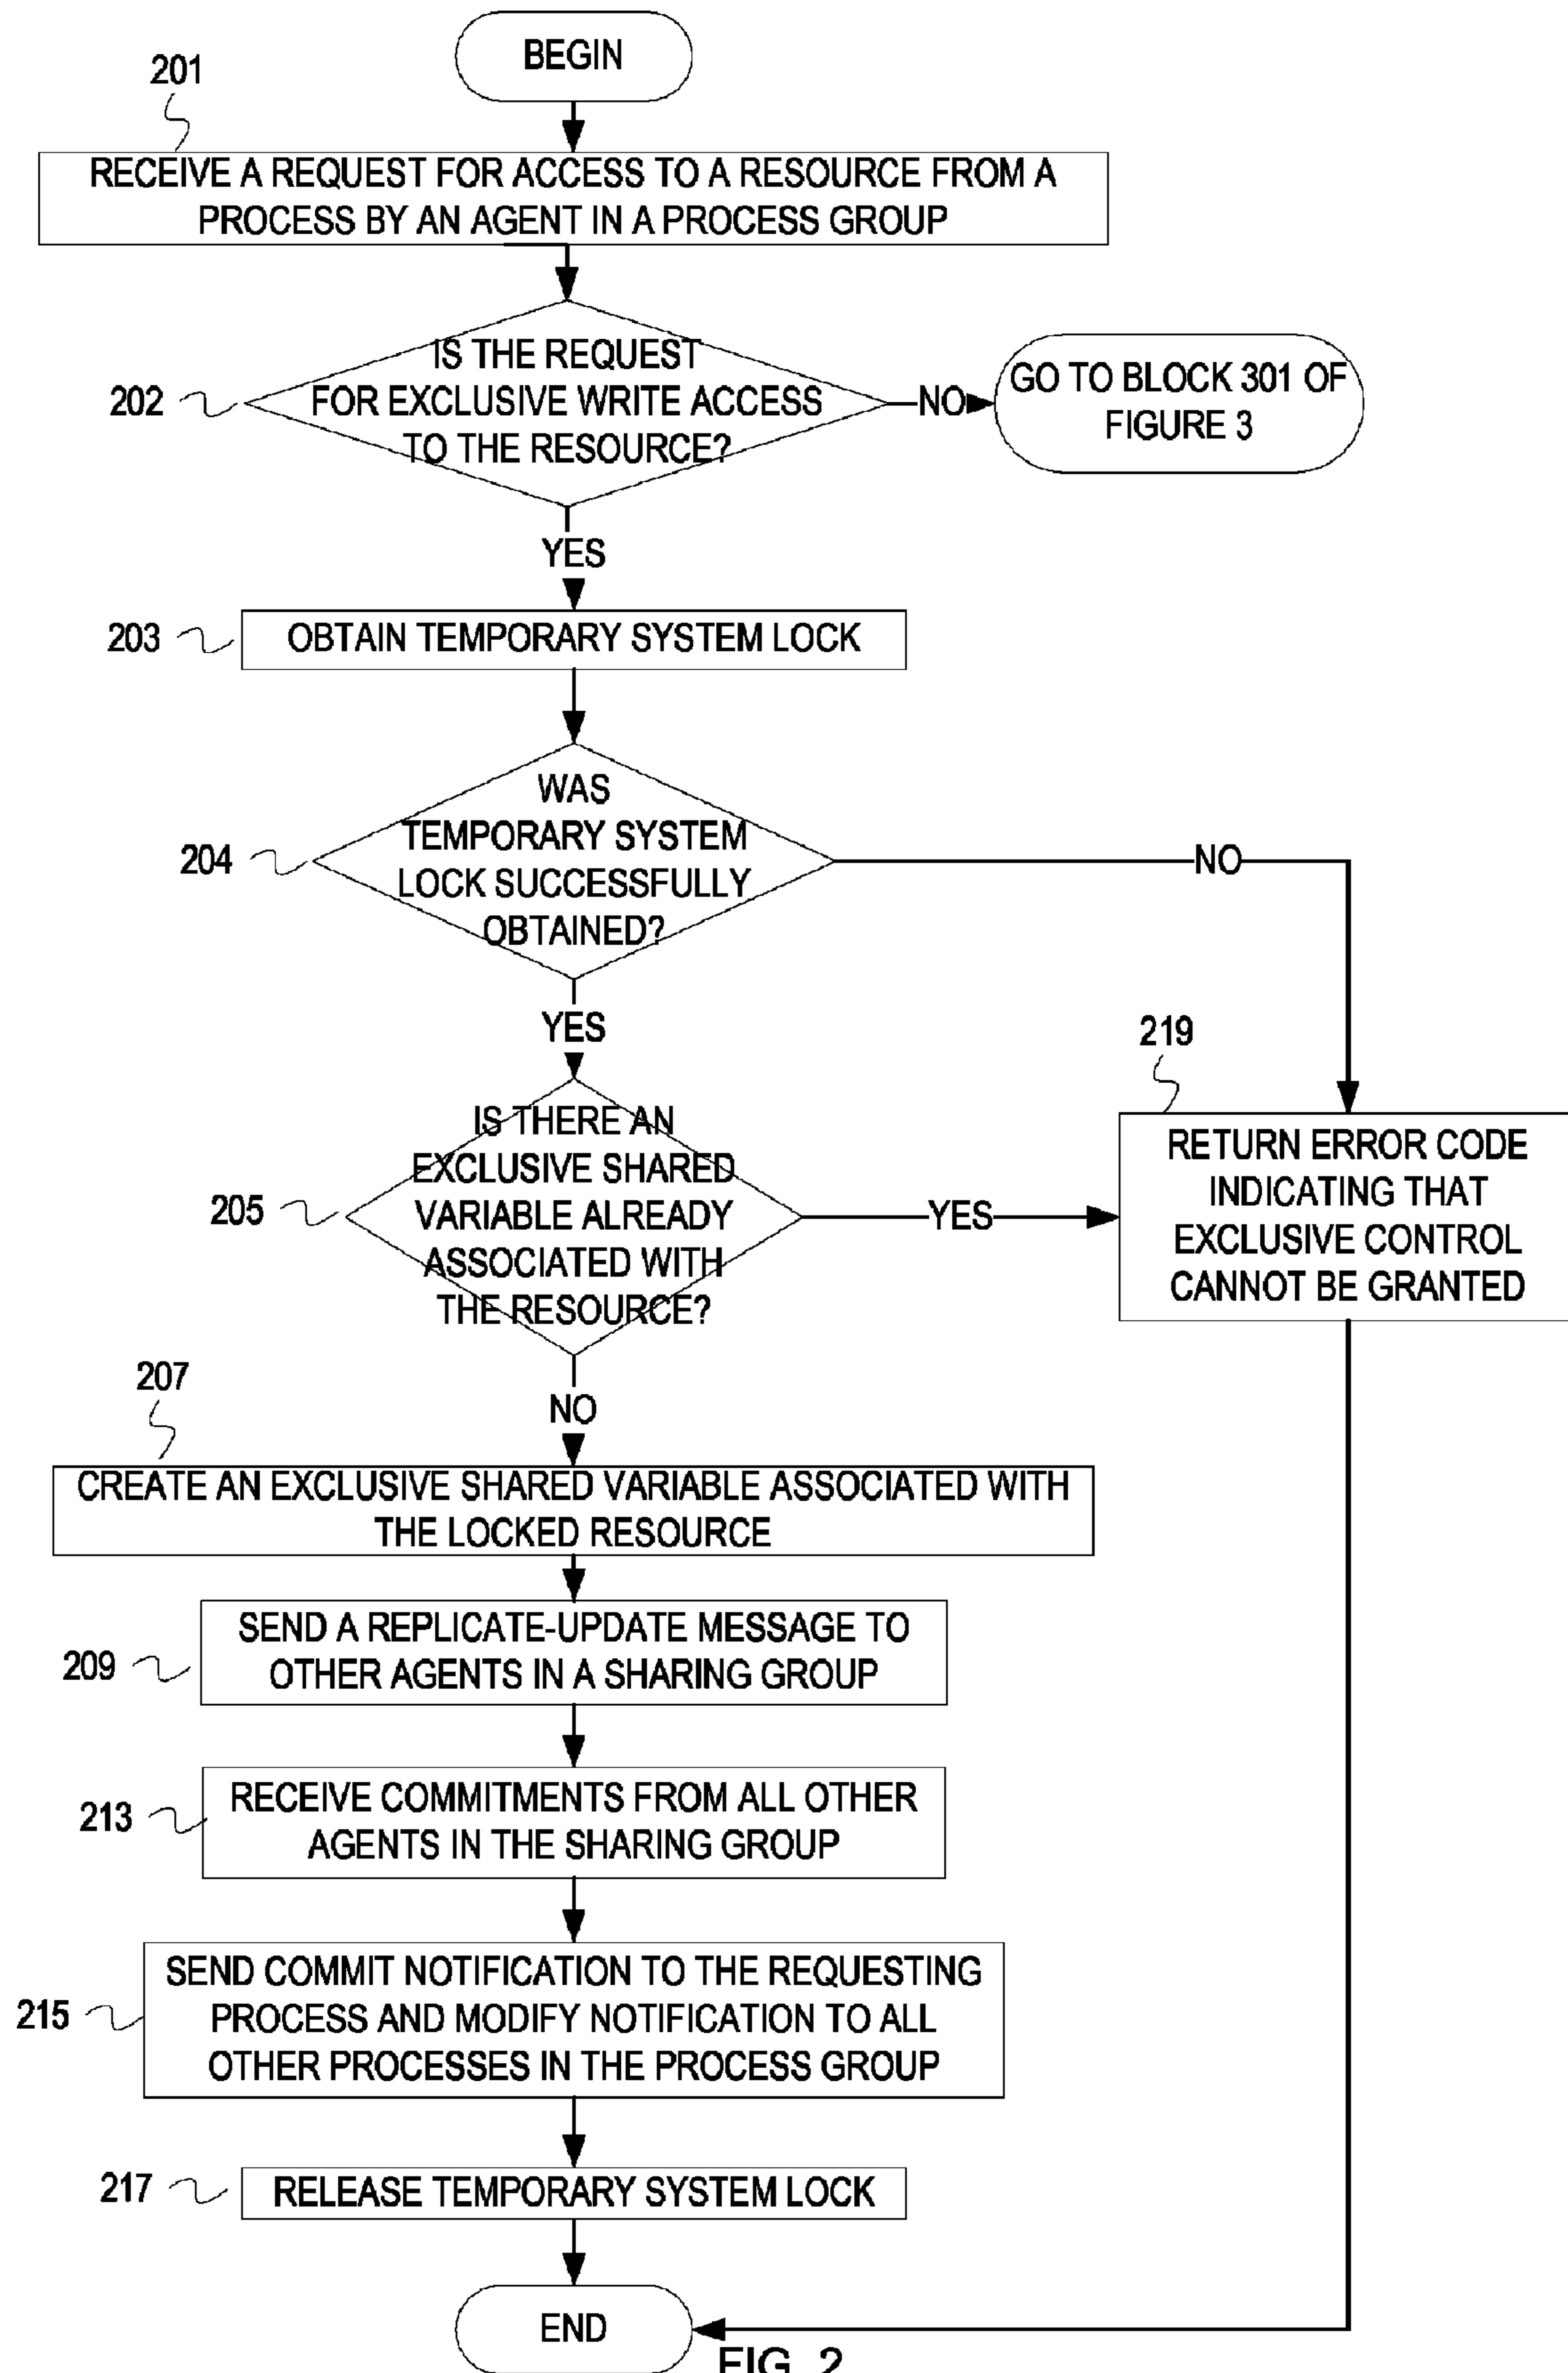 BEGIN
201
RECEIVE A REQUEST FOR ACCESS TO A RESOURCE FROM A
PROCESS BY AN AGENT IN A PROCESS GROUP
IS THE REQUEST
FOR EXCLUSIVE WRITE ACCESS
TO THE RESOURCE?
202
NO
GO TO BLOCK 301 OF
FIGURE 3
YES
203
OBTAIN TEMPORARY SYSTEM LOCK
WAS
TEMPORARY SYSTEM
LOCK SUCCESSFULLY
OBTAINED?
204
NO
YES
219
RETURN ERROR CODE
INDICATING THAT
EXCLUSIVE CONTROL
CANNOT BE GRANTED
IS THERE AN
EXCLUSIVE SHARED
VARIABLE ALREADY
ASSOCIATED WITH
THE RESOURCE?
205
YES
NO
207
CREATE AN EXCLUSIVE SHARED VARIABLE ASSOCIATED WITH
THE LOCKED RESOURCE
209
SEND A REPLICATE-UPDATE MESSAGE TO
OTHER AGENTS IN A SHARING GROUP
213
RECEIVE COMMITMENTS FROM ALL OTHER
AGENTS IN THE SHARING GROUP
215
SEND COMMIT NOTIFICATION TO THE REQUESTING
PROCESS AND MODIFY NOTIFICATION TO ALL
OTHER PROCESSES IN THE PROCESS GROUP
217
RELEASE TEMPORARY SYSTEM LOCK
END
FIG. 2